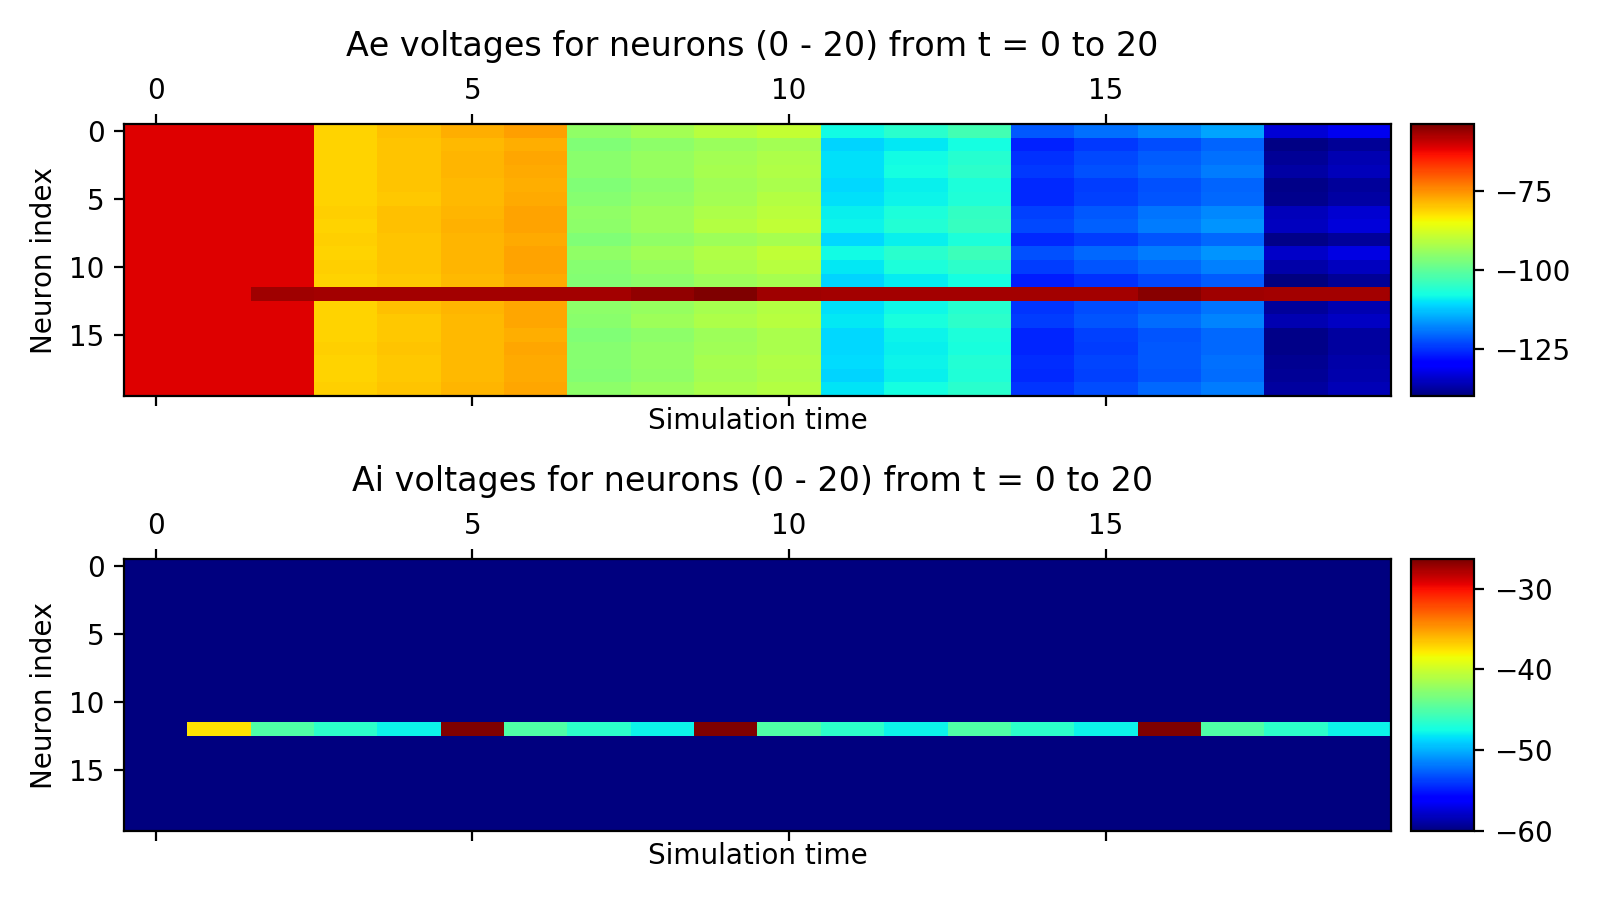 Ae voltages for neurons (0 - 20) from t = 0 to 20
0 5 10 15
0
5
10
15
Neuron index
Simulation time
−75
−100
−125
Ai voltages for neurons (0 - 20) from t = 0 to 20
0 5 10 15
0
5
10
15
Neuron index
Simulation time
−30
−40
−50
−60